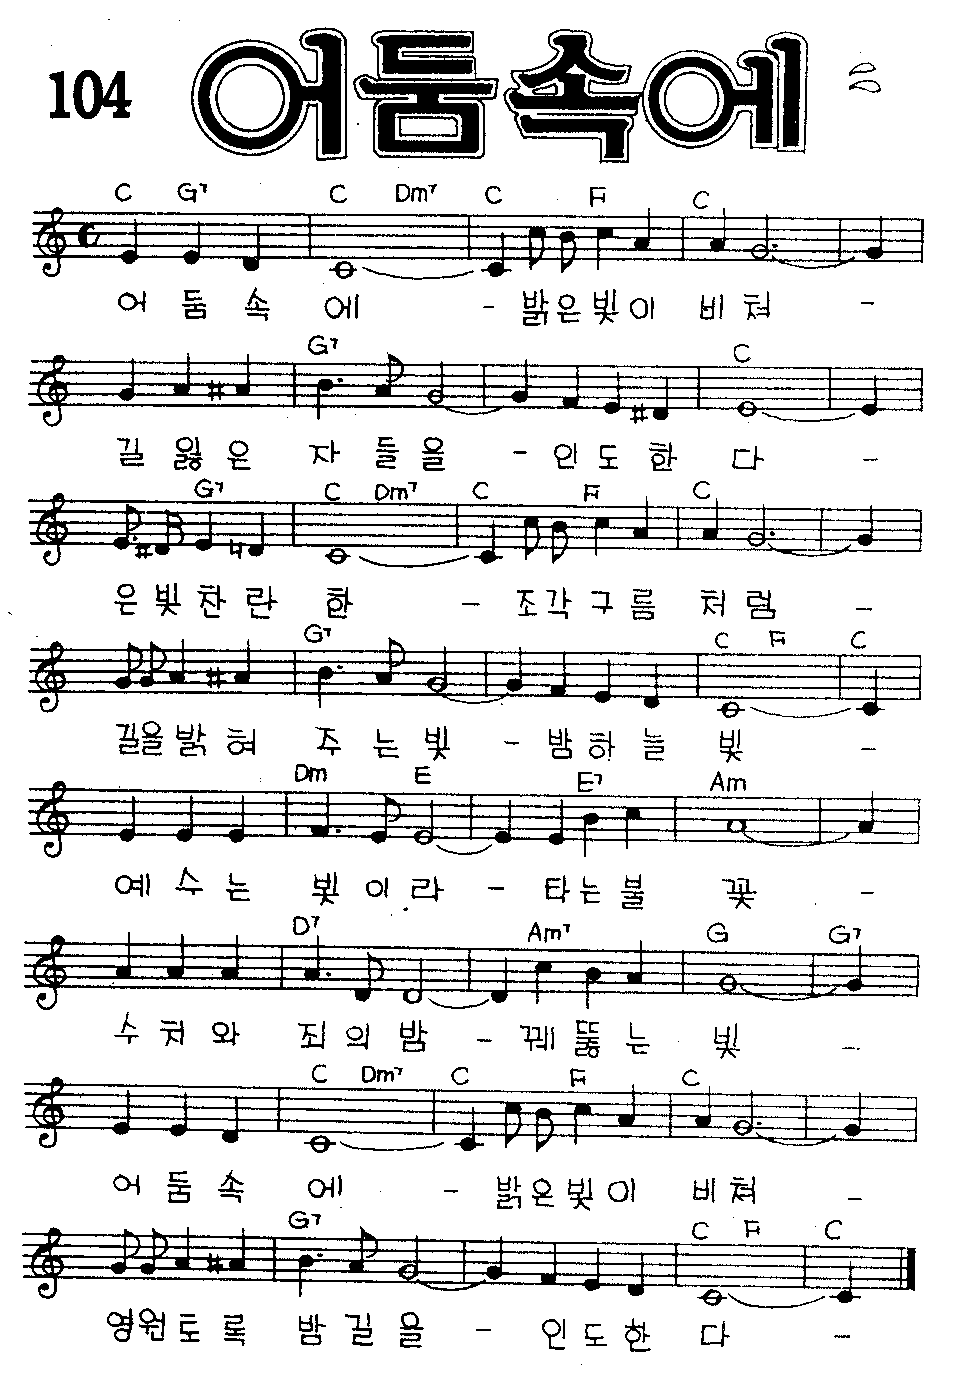 104 어둠속에
C G7 C Dm7 C F C
어 둠 속 에 - 밝은빛이 비 쳐 -
G7 C
길 잃 은 자 들 을 - 인 도 한 다 -
G7 C Dm7 C F C
은 빛 찬 란 한 - 조각구름 처 럼 -
G7 C F C
길을 밝 혀 주 는 빛 - 밤하늘 빛 -
Dm E E7 Am
예 수 는 빛 이 라 - 타는불 꽃 -
D7 Am7 G G7
수 쳐 와 죄 의 밤 - 꿰뚫는 빛 -
C Dm7 C F C
어 둠 속 에 - 밝은빛이 비 쳐 -
G7 C F C
영원토 록 밤 길 을 - 인도한 다 -